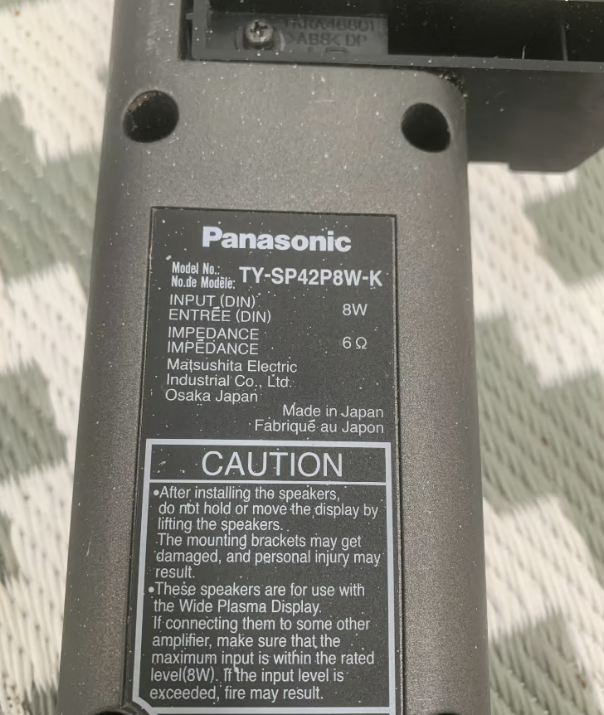 >ABS< DP
Panasonic
Model No.:
No.de Modèle: TY-SP42P8W-K
INPUT (DIN)
ENTRÉE (DIN) 8W
IMPEDANCE
IMPÉDANCE 6 Ω
Matsushita Electric
Industrial Co., Ltd.
Osaka Japan
Made in Japan
Fabriqué au Japon
CAUTION
•After installing the speakers,
do not hold or move the display by
lifting the speakers.
The mounting brackets may get
damaged, and personal injury may
result.
•These speakers are for use with
the Wide Plasma Display.
If connecting them to some other
amplifier, make sure that the
maximum input is within the rated
level(8W). If the input level is
exceeded, fire may result.